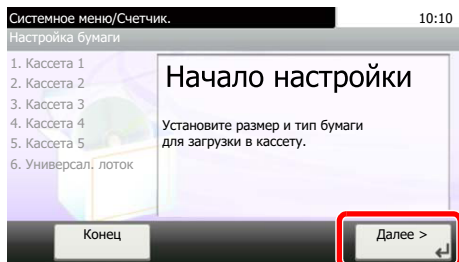 Системное меню/Счетчик.
10:10
Настройка бумаги
1. Кассета 1
2. Кассета 2
3. Кассета 3
4. Кассета 4
5. Кассета 5
6. Универсал. лоток
Начало настройки
Установите размер и тип бумаги
для загрузки в кассету.
Конец
Далее >